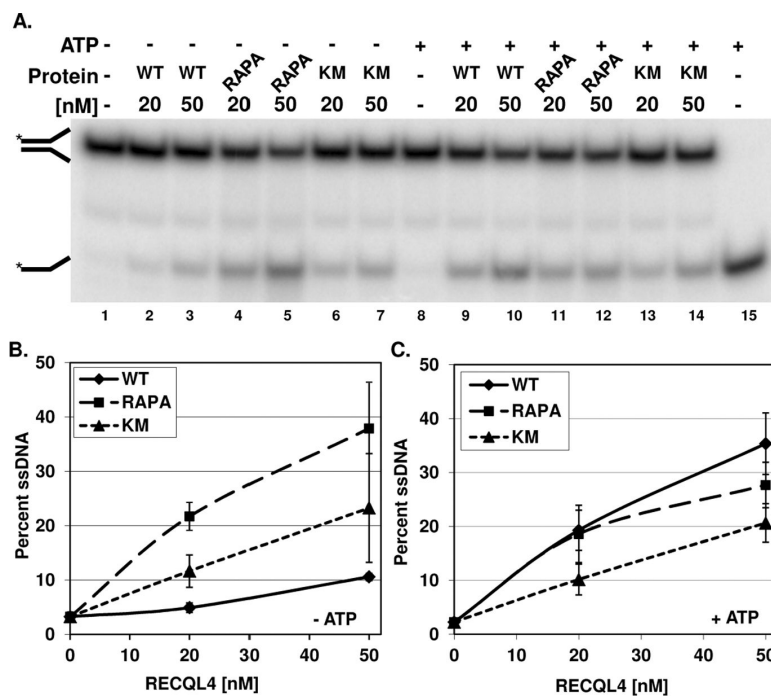 A.
ATP - - - - - - - + + + + + + + +
Protein - WT WT RAPA RAPA KM KM - WT WT RAPA RAPA KM KM -
[nM] - 20 50 20 50 20 50 - 20 50 20 50 20 50 -
*
*
1 2 3 4 5 6 7 8 9 10 11 12 13 14 15
B.
50
40
30
20
10
0
Percent ssDNA
WT
RAPA
KM
- ATP
0 10 20 30 40 50
RECQL4 [nM]
C.
50
40
30
20
10
0
Percent ssDNA
WT
RAPA
KM
+ ATP
0 10 20 30 40 50
RECQL4 [nM]